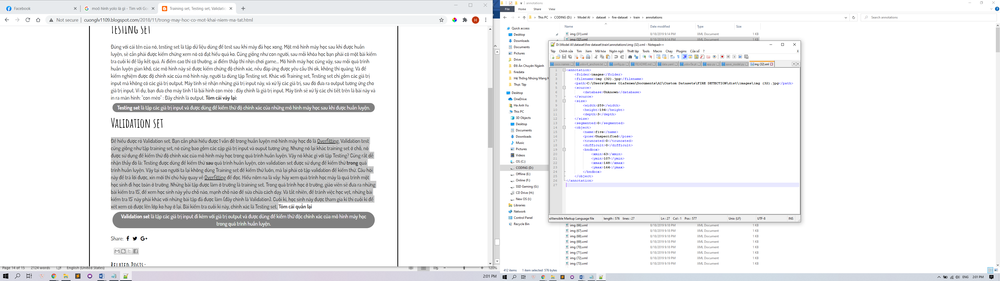 Facebook
moô hình yolo là gì - Tìm với Goo
Training set, Testing set, Validatio
Not secure | cuonglv1109.blogspot.com/2018/11/trong-may-hoc-co-mot-khai-niem-ma-tat.html
H
TESTING SET
Đúng với cái tên của nó, testing set là tập dữ liệu dùng để test sau khi máy đã học xong. Một mô hình máy học sau khi được huấn
luyện, sẽ cần phải được kiểm chứng xem nó có đạt hiệu quả ko. Cũng giống như con người, sau mỗi khóa học bạn phải có một bài kiểm
tra cuối kì để lấy kết quả. Ai điểm cao thì có thưởng, ai điểm thấp thì nhịn chơi game... Mô hình máy học cũng vậy, sau mỗi quá trình
huấn luyện gian khổ, các mô hình này sẽ được kiểm chứng độ chính xác, nếu đáp ứng được yêu cầu thì ok, không thì quăng. Và để
kiểm nghiệm được độ chính xác của mô hình này, người ta dùng tập Testing set. Khác với Training set, Testing set chỉ gồm các giá trị
input mà không có các giá trị output. Máy tính sẽ nhận những giá trị input này, và xử lý các giá trị, sau đó đưa ra output tương ứng cho
giá trị input. Ví dụ, bạn đưa cho máy tính 1 lá bài hình con mèo : đây chính là giá trị input. Máy tính sẽ xử lý các chi tiết trên lá bài này và
in ra màn hình: "con mèo" : Đây chính là output. Tóm cái váy lại:
Testing set là tập các giá trị input và được dùng để kiểm thử độ chính xác của những mô hình máy học sau khi được huấn luyện.
VALIDATION SET
Để hiểu được rõ Validation set. Bạn cần phải hiểu được 1 vấn đề trong huấn luyện mô hình máy học đó là Overfitting, Validation test
cũng giống như tập training set, nó cũng bao gồm các cặp giá trị input và ouput tương ứng. Nhưng nó lại khác training set ở chỗ, nó
được sử dụng để kiểm thử độ chính xác của mô hình máy học trong quá trình huấn luyện. Vậy nó khác gì với tập Testing? Cũng rất dễ
nhận thấy đó là: Testing được dùng để kiểm thử sau quá trình huấn luyện, còn validation set được sử dụng để kiểm thử trong quá
trình huấn luyện. Vậy tại sao người ta lại không dùng Training set để kiểm thử luôn, mà lại phải có tập validation để kiểm thử. Câu hỏi
này để trả lời được, xin mời thí chủ hãy quay về Overfitting để đọc. Hiểu nôm na là vầy: hãy xem quá trình học máy là quá trình một
học sinh đi học toán ở trường. Những bài tập được làm ở trường là training set. Trong quá trình học ở trường, giáo viên sẽ đưa ra những
bài kiểm tra 15', để xem học sinh này yếu chỗ nào, mạnh chỗ nào để sửa chữa cách dạy. Và tất nhiên, để tránh việc học vẹt, những bài
kiểm tra 15' này phải khác với những bài tập đã được làm (đây chính là Validation). Cuối kì, học sinh này được tham gia kì thi cuối kì để
xét xem có được lên lớp ko hay ở lại. Bài kiểm tra cuối kì này, chính xác là Testing set. Tóm cái quần lại
Validation set là tập các giá trị input đi kèm với giá trị output và được dùng để kiểm thử độc chính xác của mô hình máy học
trong quá trình huấn luyện.
Share:
RELATED POSTS:
Page 14 of 15 2124 words English (United States) 120%
2:01 PM
annotations
File Home Share View
This PC > CODING (D:) > Model AI > dataset > fire-dataset > train > annotations
Search annotations
Quick access
Desktop
Downloads
Documents
Pictures
Drive
Đồ Án Chuyên Ngành
firedata
Hệ Thống Nhúng Mạng K
Thực Tập
Desktop
OneDrive
Ha Anh Vu
This PC
3D Objects
Desktop
Documents
Downloads
Music
Pictures
Videos
OS (C:)
CODING (D:)
Offline (E:)
Online (F:)
SSD Gaming (G:)
CD Drive (H:)
New OS (I:)
Libraries
Network
Control Panel
Recycle Bin
Name Date modified Type Size
img (31).xml 8/18/2019 9:14 PM XML Document 1 KB
img (32).xml 8/18/2019 9:14 PM XML Document 1 KB
D:\Model AI\dataset\fire-dataset\train\annotations\img (32).xml - Notepad++
Tệp Chỉnh sửa Tìm Xem Mã hóa Ngôn ngữ Thiết lập Tools Macro Chạy Plugins Cửa sổ ? X
coco.names yolov4_anchors.txt config.py README.md data.yaml yolov5s.pt app.py save_model.py img (32).xml
1 <annotation>
2 <folder>images</folder>
3 <filename>img (32).jpg</filename>
4 <path>C:\Users\Moses Olafenwa\Documents\AI\Custom Datasets\FIRE DETECTION\dist\images\img (32).jpg</path>
5 <source>
6 <database>Unknown</database>
7 </source>
8 <size>
9 <width>259</width>
10 <height>194</height>
11 <depth>3</depth>
12 </size>
13 <segmented>0</segmented>
14 <object>
15 <name>fire</name>
16 <pose>Unspecified</pose>
17 <truncated>0</truncated>
18 <difficult>0</difficult>
19 <bndbox>
20 <xmin>63</xmin>
21 <ymin>107</ymin>
22 <xmax>148</xmax>
23 <ymax>164</ymax>
24 </bndbox>
25 </object>
26 </annotation>
27
eXtensible Markup Language file length : 576 lines : 27 Ln : 27 Col : 1 Pos : 577 Unix (LF) UTF-8 INS
img (66).xml 8/18/2019 9:18 PM XML Document 1 KB
img (67).xml 8/18/2019 9:18 PM XML Document 1 KB
img (68).xml 8/18/2019 9:18 PM XML Document 1 KB
img (69).xml 8/18/2019 9:18 PM XML Document 1 KB
img (70).xml 8/18/2019 9:18 PM XML Document 1 KB
img (71).xml 8/18/2019 9:19 PM XML Document 1 KB
img (72).xml 8/18/2019 9:19 PM XML Document 1 KB
img (73).xml 8/18/2019 9:19 PM XML Document 1 KB
412 items 1 item selected 576 bytes
ENG 2:01 PM